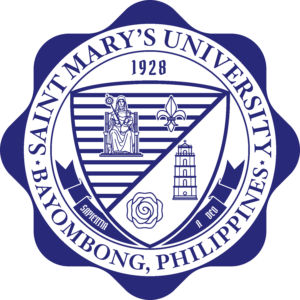 SAINT MARY'S UNIVERSITY
1928
SAPIENTIA A DEO
· BAYOMBONG, PHILIPPINES ·